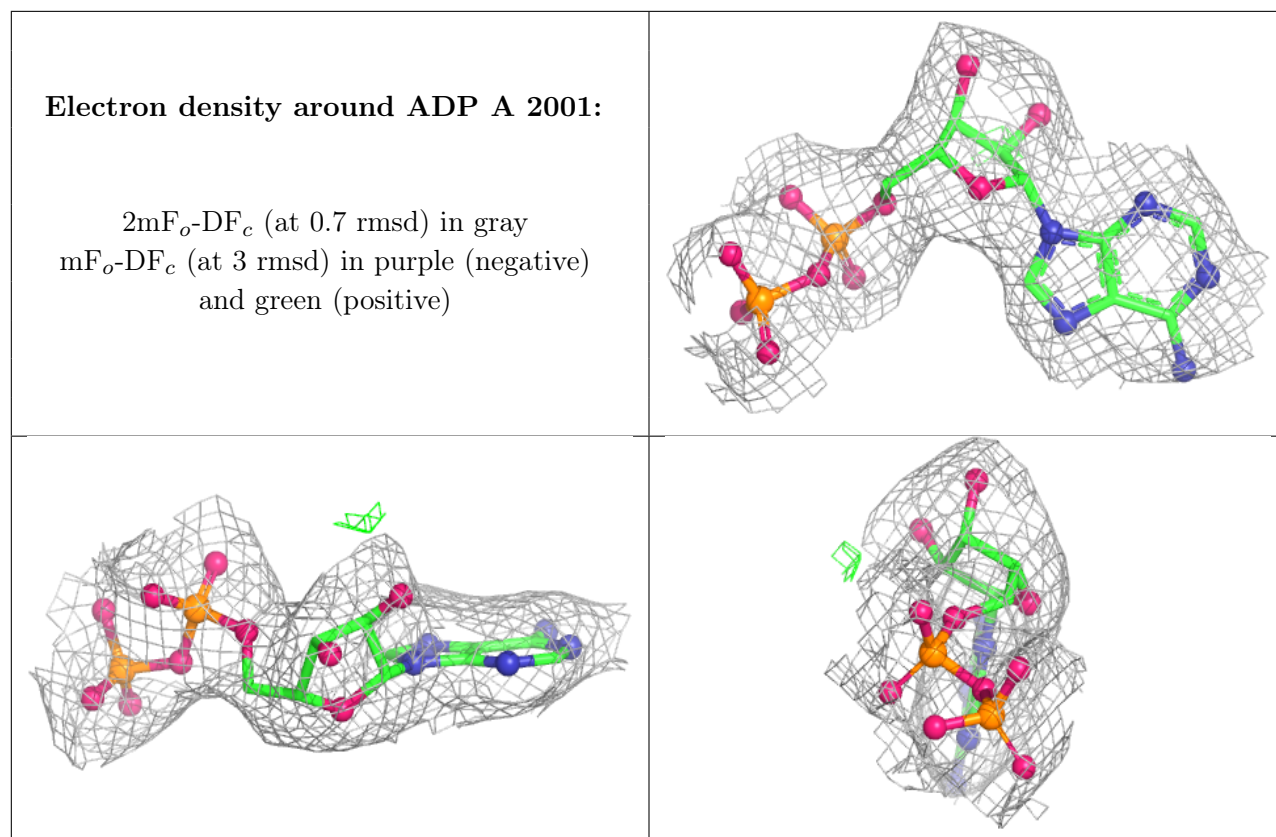 Electron density around ADP A 2001:
2mFo-DFc (at 0.7 rmsd) in gray
mFo-DFc (at 3 rmsd) in purple (negative)
and green (positive)